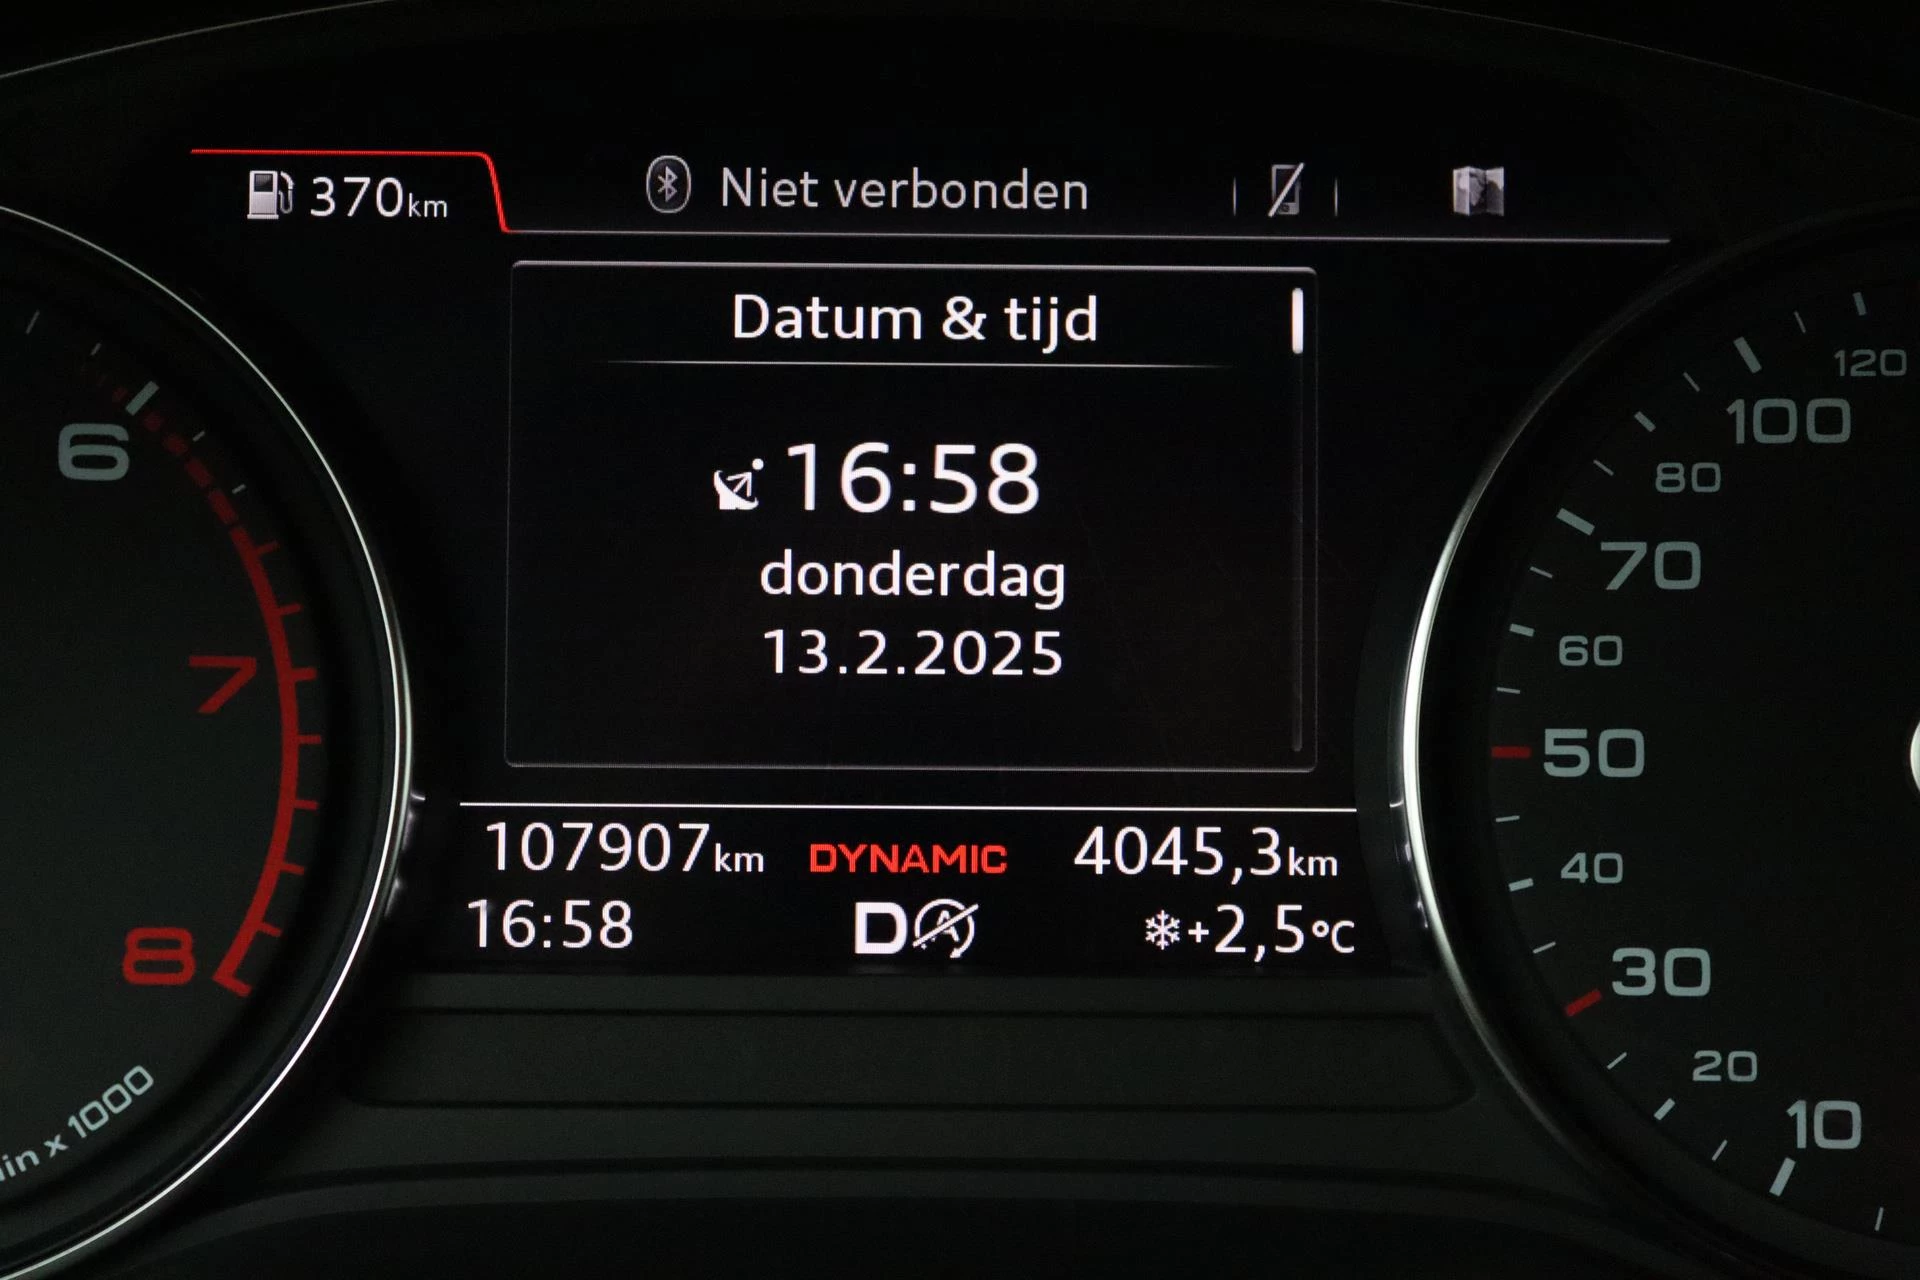 370km
Niet verbonden
Datum & tijd
16:58
donderdag
13.2.2025
107907km DYNAMIC 4045,3km
16:58 D A +2,5°C
6
7
8
in x 1000
120
100
80
70
60
50
40
30
20
10